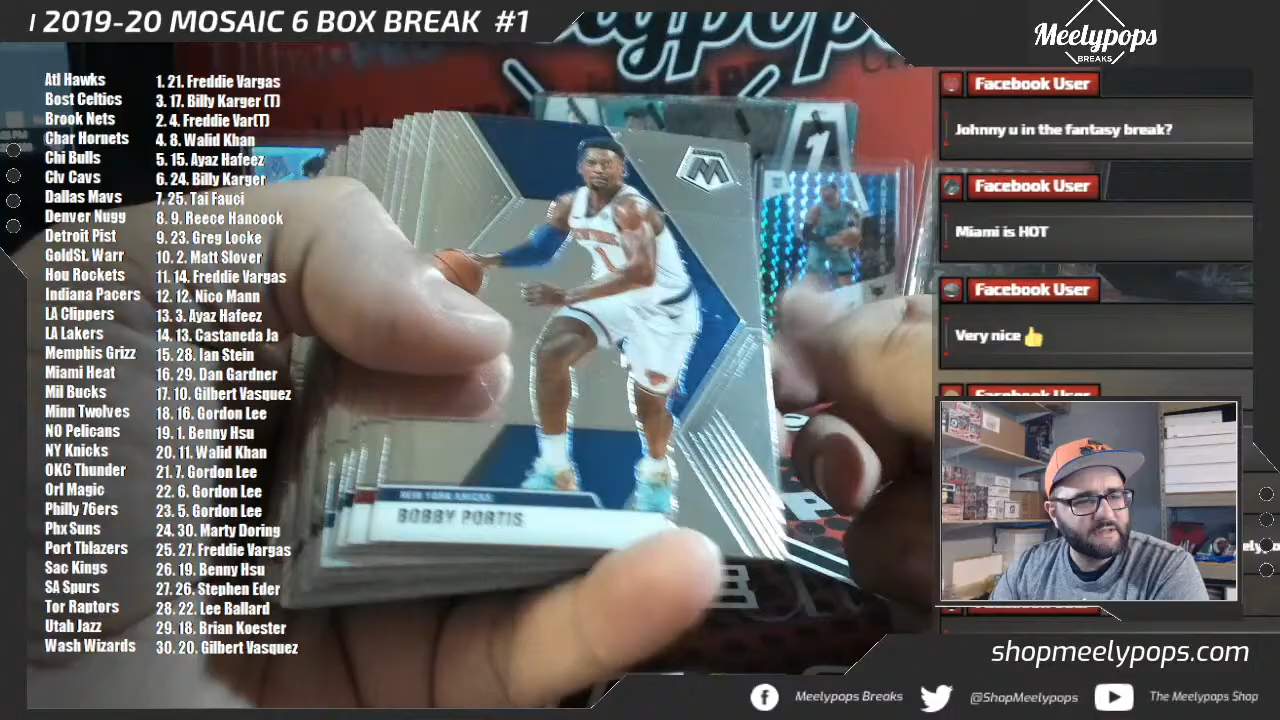 2019-20 MOSAIC 6 BOX BREAK #1
Meelypops
BREAKS
Atl Hawks 1. 21. Freddie Vargas
Bost Celtics 3. 17. Billy Karger (T)
Brook Nets 2. 4. Freddie Var(T)
Char Hornets 4. 8. Walid Khan
Chi Bulls 5. 15. Ayaz Hafeez
Clv Cavs 6. 24. Billy Karger
Dallas Mavs 7. 25. Tai Fauci
Denver Nugg 8. 9. Reece Hancock
Detroit Pist 9. 23. Greg Locke
GoldSt. Warr 10. 2. Matt Slover
Hou Rockets 11. 14. Freddie Vargas
Indiana Pacers 12. 12. Nico Mann
LA Clippers 13. 3. Ayaz Hafeez
LA Lakers 14. 13. Castaneda Ja
Memphis Grizz 15. 28. Ian Stein
Miami Heat 16. 29. Dan Gardner
Mil Bucks 17. 10. Gilbert Vasquez
Minn Twolves 18. 16. Gordon Lee
NO Pelicans 19. 1. Benny Hsu
NY Knicks 20. 11. Walid Khan
OKC Thunder 21. 7. Gordon Lee
Orl Magic 22. 6. Gordon Lee
Philly 76ers 23. 5. Gordon Lee
Phx Suns 24. 30. Marty Doring
Port Tblazers 25. 27. Freddie Vargas
Sac Kings 26. 19. Benny Hsu
SA Spurs 27. 26. Stephen Eder
Tor Raptors 28. 22. Lee Ballard
Utah Jazz 29. 18. Brian Koester
Wash Wizards 30. 20. Gilbert Vasquez
NEW YORK KNICKS
BOBBY PORTIS
Facebook User
Johnny u in the fantasy break?
Facebook User
Miami is HOT
Facebook User
Very nice 👍
Facebook User
shopmeelypops.com
Meelypops Breaks
@ShopMeelypops
The Meelypops Shop